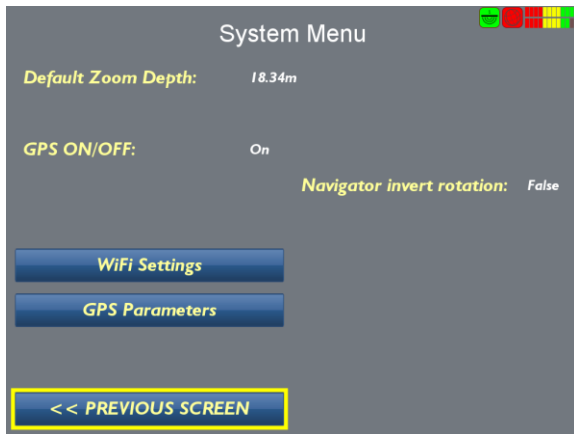 System Menu
Default Zoom Depth: 18.34m
GPS ON/OFF: On
Navigator invert rotation: False
WiFi Settings
GPS Parameters
<< PREVIOUS SCREEN